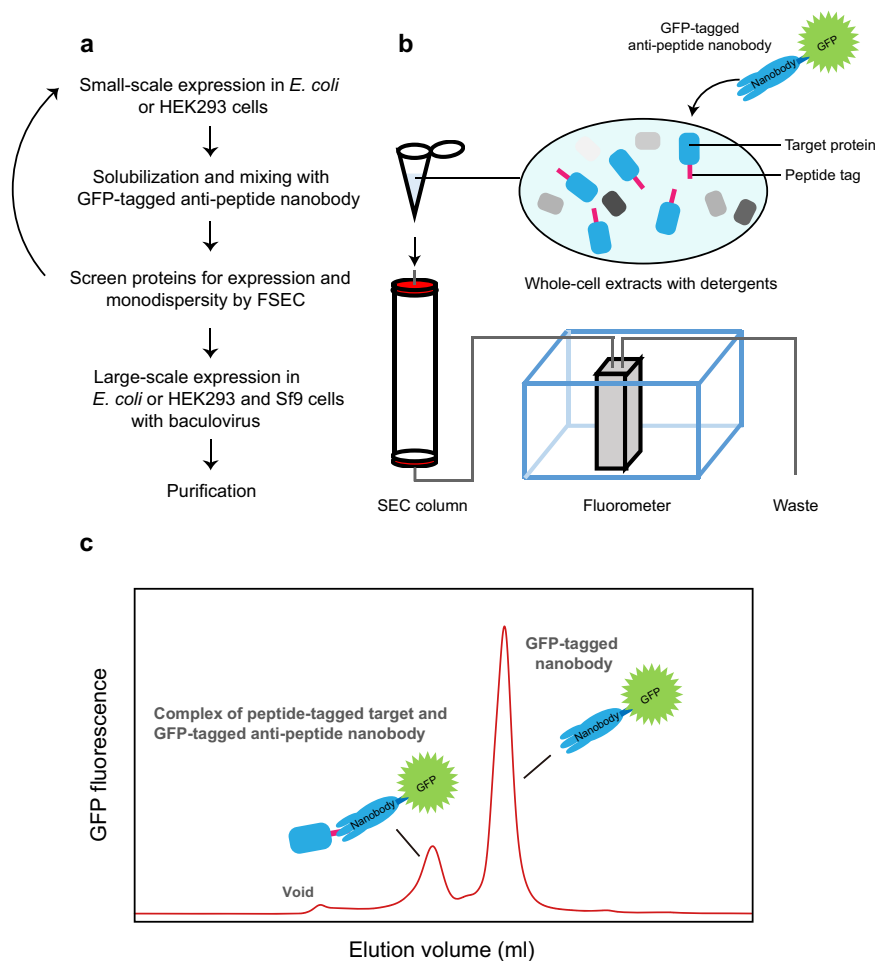 a
Small-scale expression in E. coli
or HEK293 cells
Solubilization and mixing with
GFP-tagged anti-peptide nanobody
Screen proteins for expression and
monodispersity by FSEC
Large-scale expression in
E. coli or HEK293 and Sf9 cells
with baculovirus
Purification
b
GFP-tagged
anti-peptide nanobody
Nanobody
GFP
Target protein
Peptide tag
Whole-cell extracts with detergents
SEC column
Fluorometer
Waste
c
GFP fluorescence
Complex of peptide-tagged target and
GFP-tagged anti-peptide nanobody
Nanobody
GFP
GFP-tagged
nanobody
Nanobody
GFP
Void
Elution volume (ml)